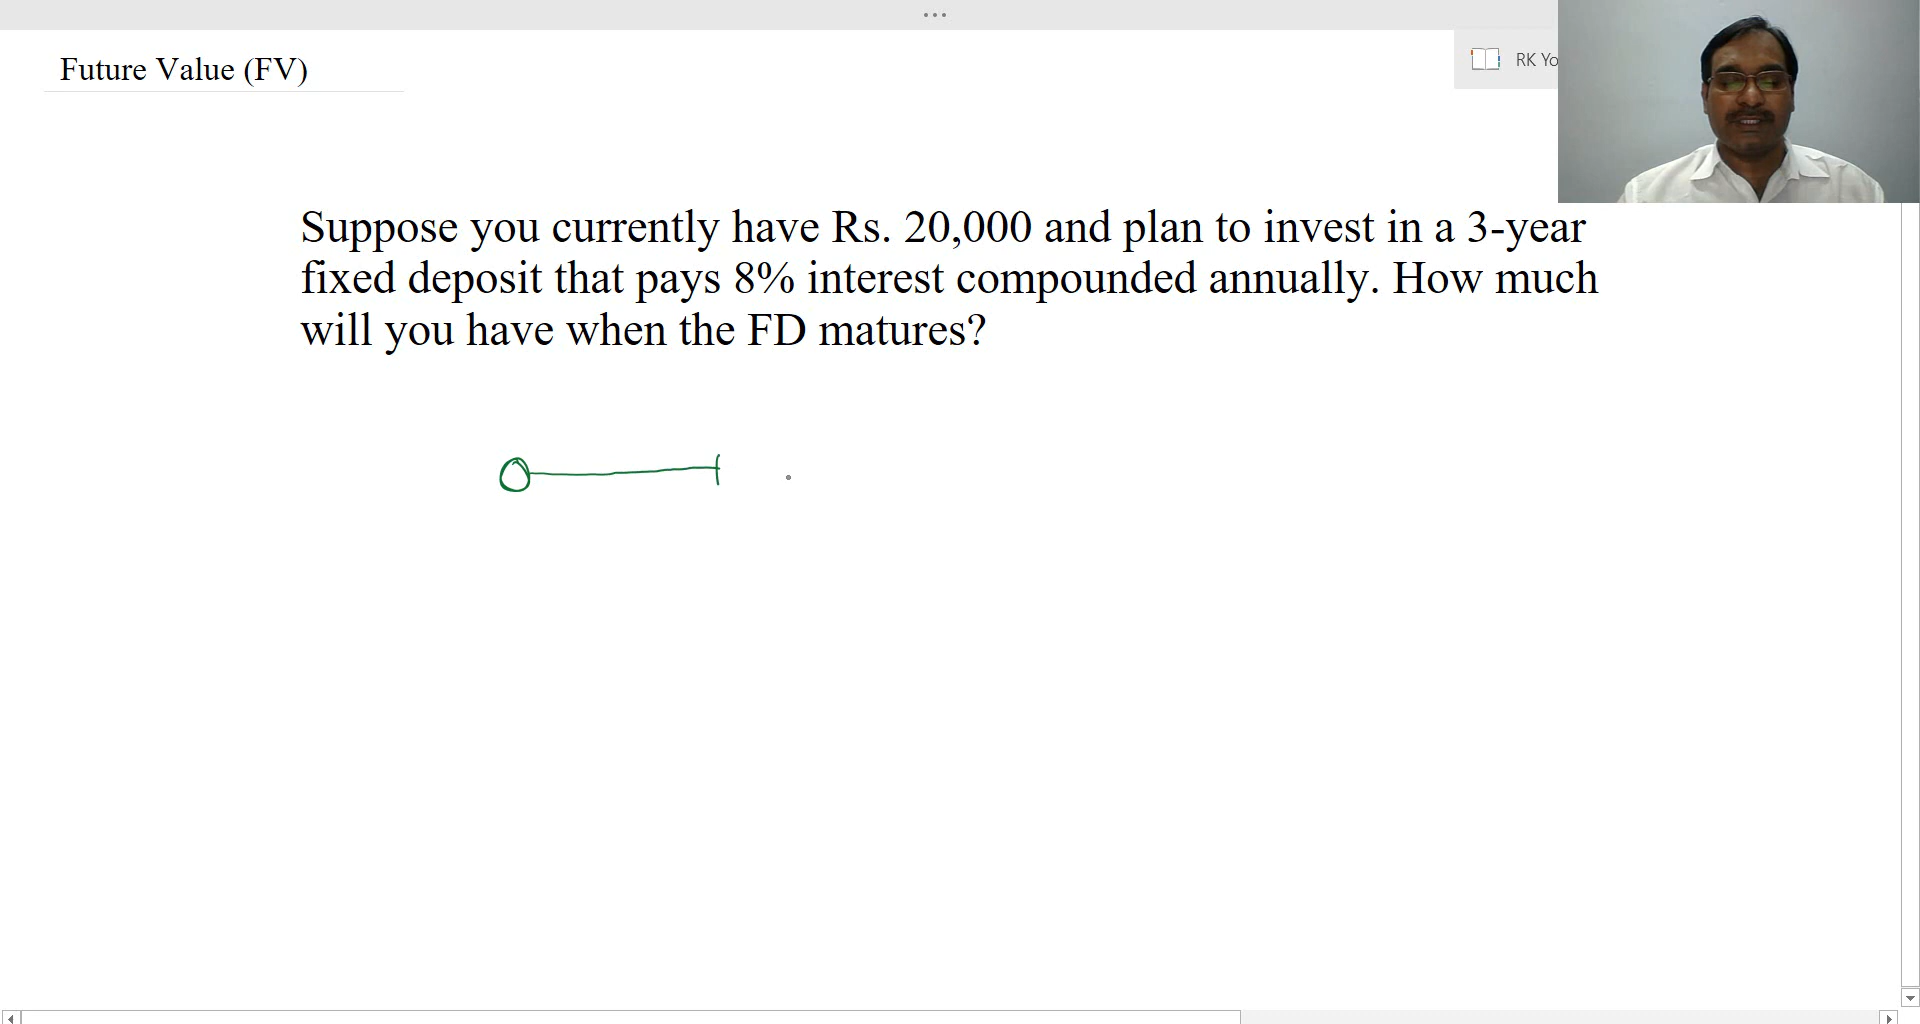 Future Value (FV)
RK Yo
Suppose you currently have Rs. 20,000 and plan to invest in a 3-year
fixed deposit that pays 8% interest compounded annually. How much
will you have when the FD matures?